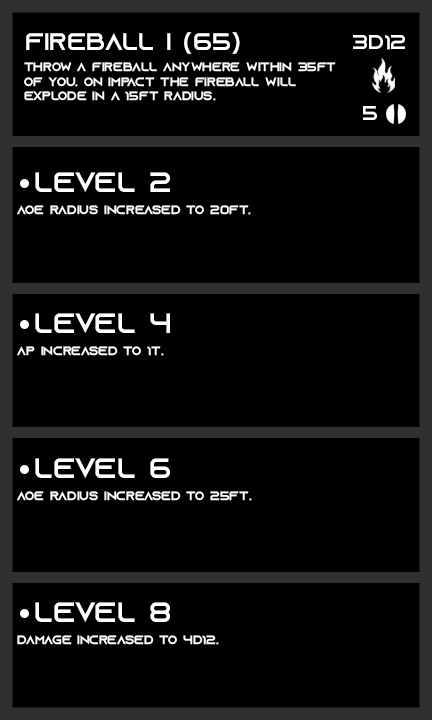 FIREBALL I (65)
3D12
THROW A FIREBALL ANYWHERE WITHIN 35FT
OF YOU. ON IMPACT THE FIREBALL WILL
EXPLODE IN A 15FT RADIUS.
5
•LEVEL 2
AOE RADIUS INCREASED TO 20FT.
•LEVEL 4
AP INCREASED TO 1T.
•LEVEL 6
AOE RADIUS INCREASED TO 25FT.
•LEVEL 8
DAMAGE INCREASED TO 4D12.